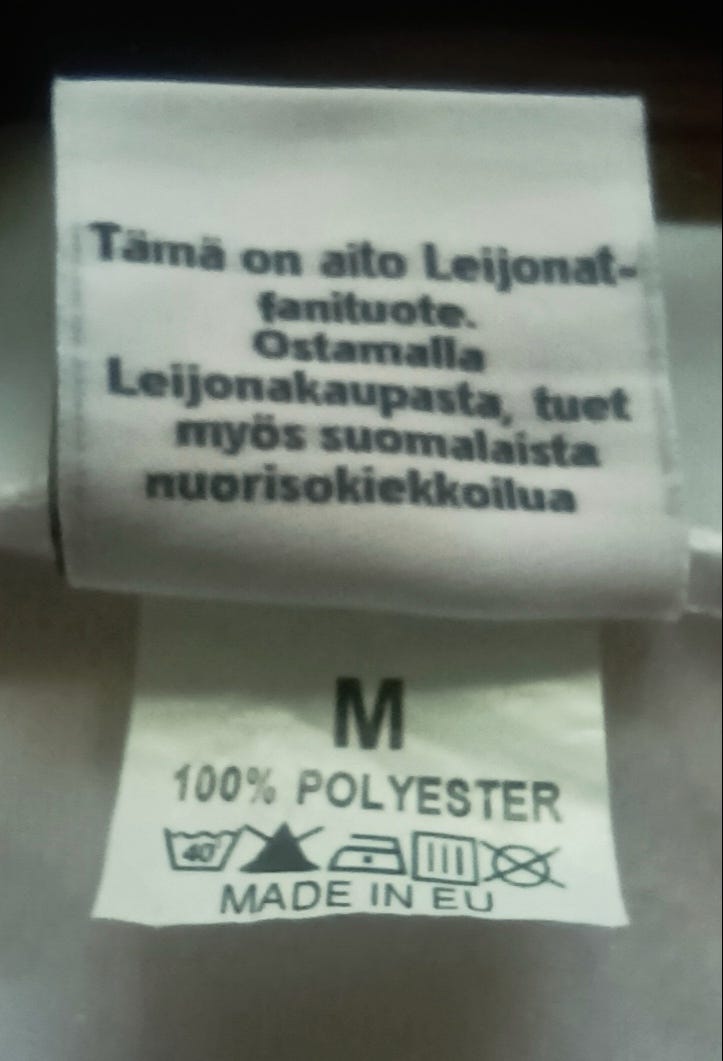 Tämä on aito Leijonat-
fanituote.
Ostamalla
Leijonakaupasta, tuet
myös suomalaista
nuorisokiekkoilua
M
100% POLYESTER
40
MADE IN EU